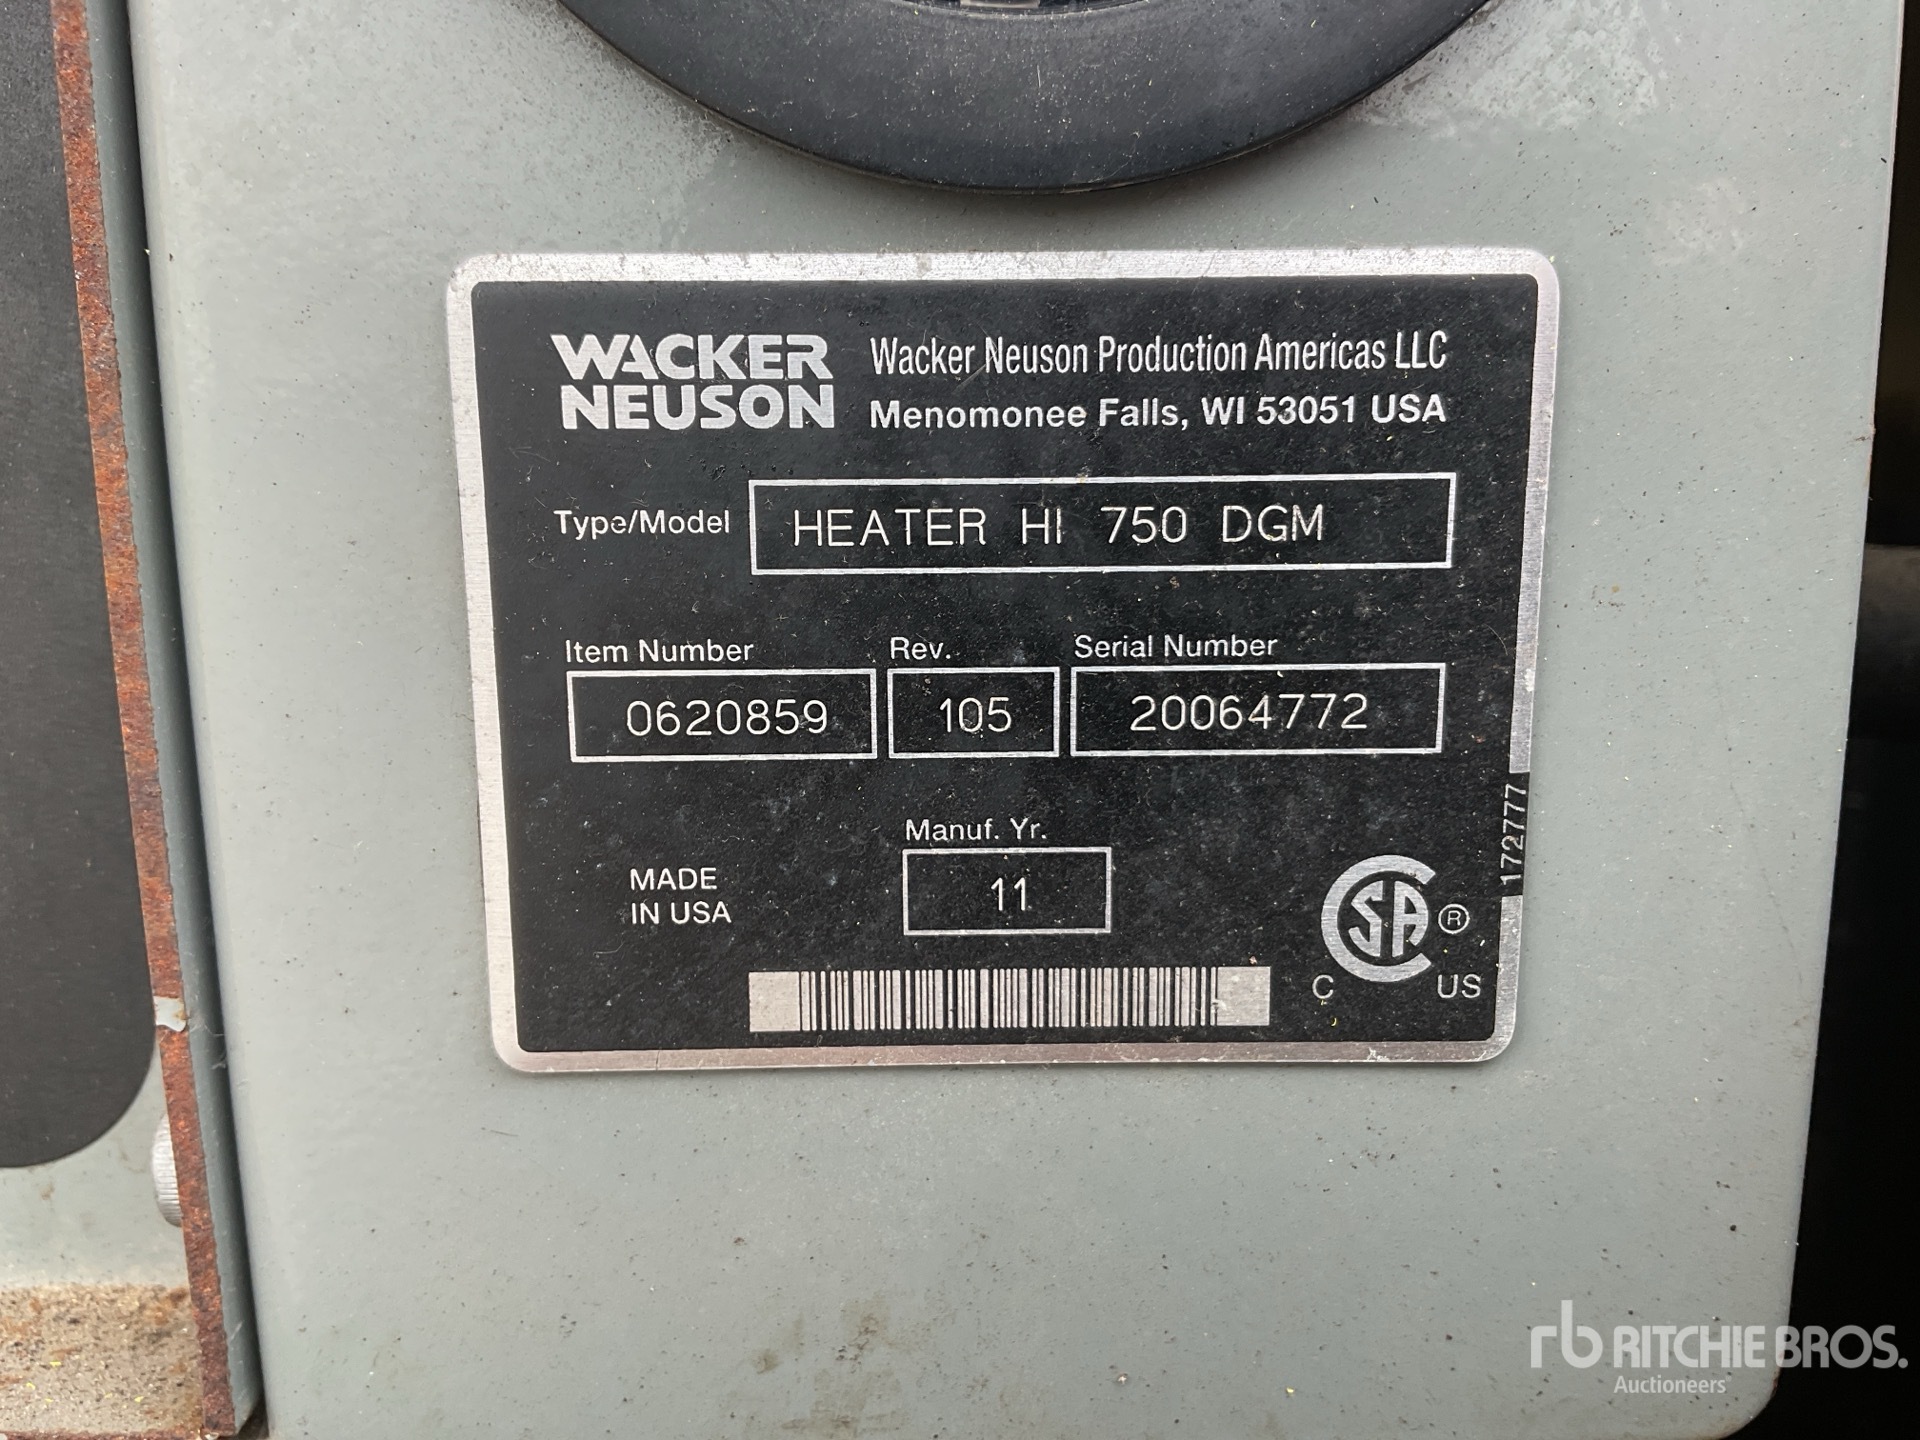 WACKER
NEUSON
Wacker Neuson Production Americas LLC
Menomonee Falls, WI 53051 USA
Type/Model
HEATER HI 750 DGM
Item Number
Rev.
Serial Number
0620859
105
20064772
Manuf. Yr.
11
MADE
IN USA
172777
CSA ®
C US
rb RITCHIE BROS.
Auctioneers